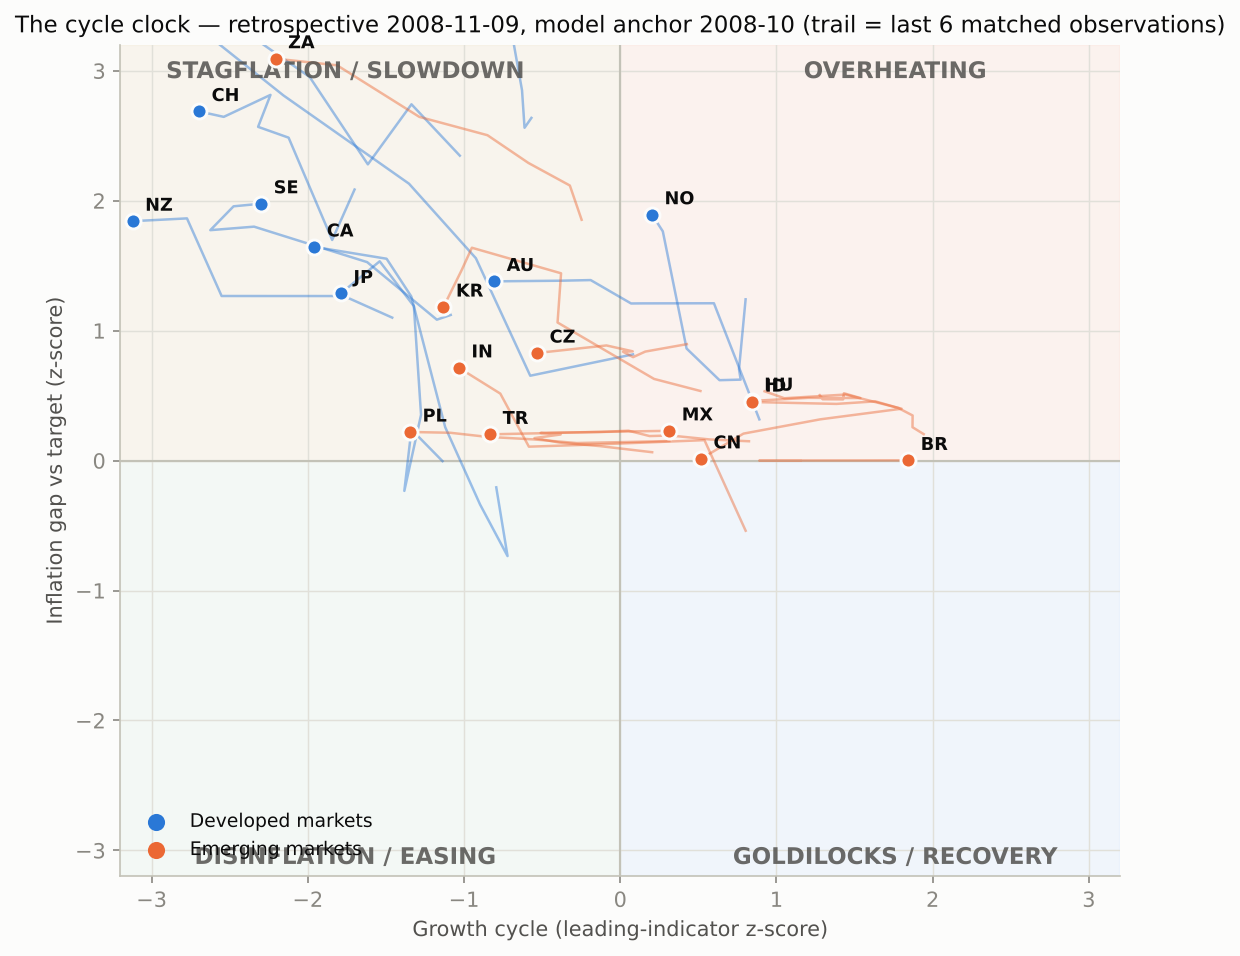 The cycle clock — retrospective 2008-11-09, model anchor 2008-10 (trail = last 6 matched observations)
ZA
STAGFLATION / SLOWDOWN
OVERHEATING
CH
NZ
SE
NO
CA
AU
JP
KR
CZ
IN
HU
PL
TR
MX
CN
BR
3
2
1
0
−1
−2
−3
Inflation gap vs target (z-score)
Developed markets
Emerging markets
DISINFLATION / EASING
GOLDILOCKS / RECOVERY
−3
−2
−1
0
1
2
3
Growth cycle (leading-indicator z-score)